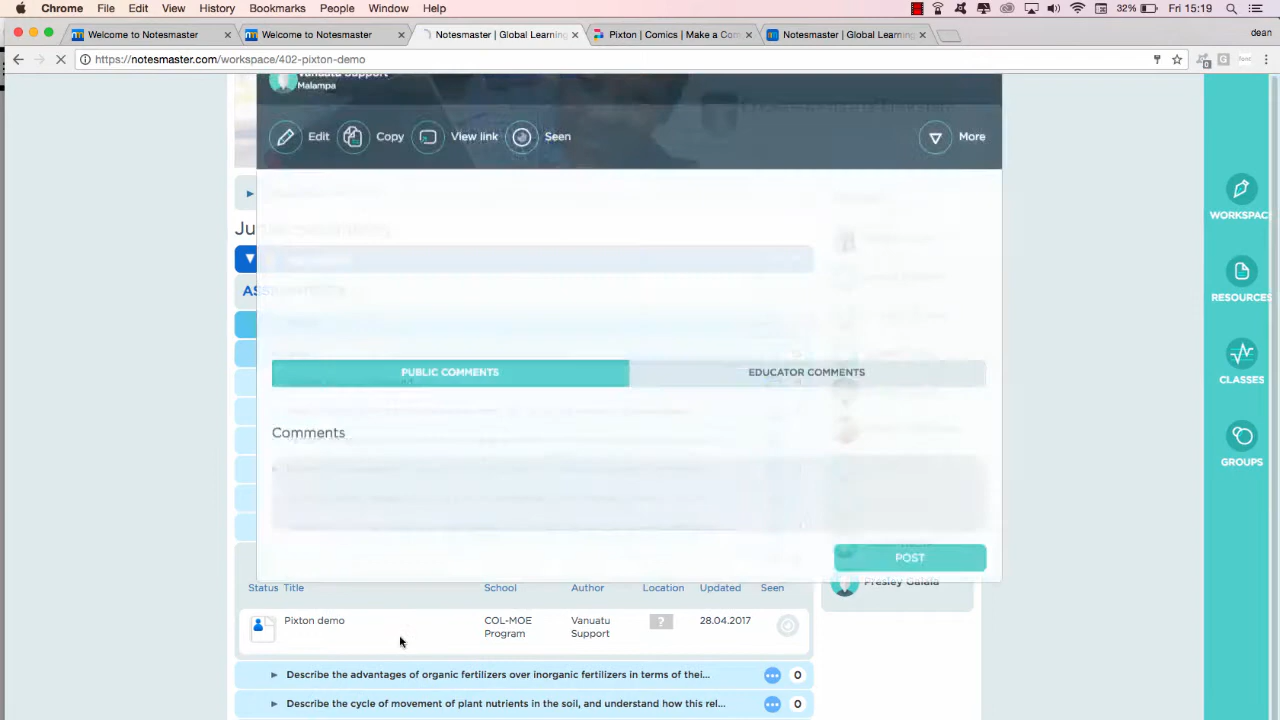 Chrome File Edit View History Bookmarks People Window Help 32% Fri 15:19
Welcome to Notesmaster Welcome to Notesmaster Notesmaster | Global Learning Pixton | Comics | Make a Com Notesmaster | Global Learning dean
https://notesmaster.com/workspace/402-pixton-demo
Vanuatu Support
Malampa
Edit Copy View link Seen More
WORKSPAC
Ju
ASS
RESOURCES
PUBLIC COMMENTS EDUCATOR COMMENTS
CLASSES
Comments
GROUPS
POST
Presley Galala
Status Title School Author Location Updated Seen
Pixton demo COL-MOE Program Vanuatu Support ? 28.04.2017
Describe the advantages of organic fertilizers over inorganic fertilizers in terms of thei... 0
Describe the cycle of movement of plant nutrients in the soil, and understand how this rel... 0